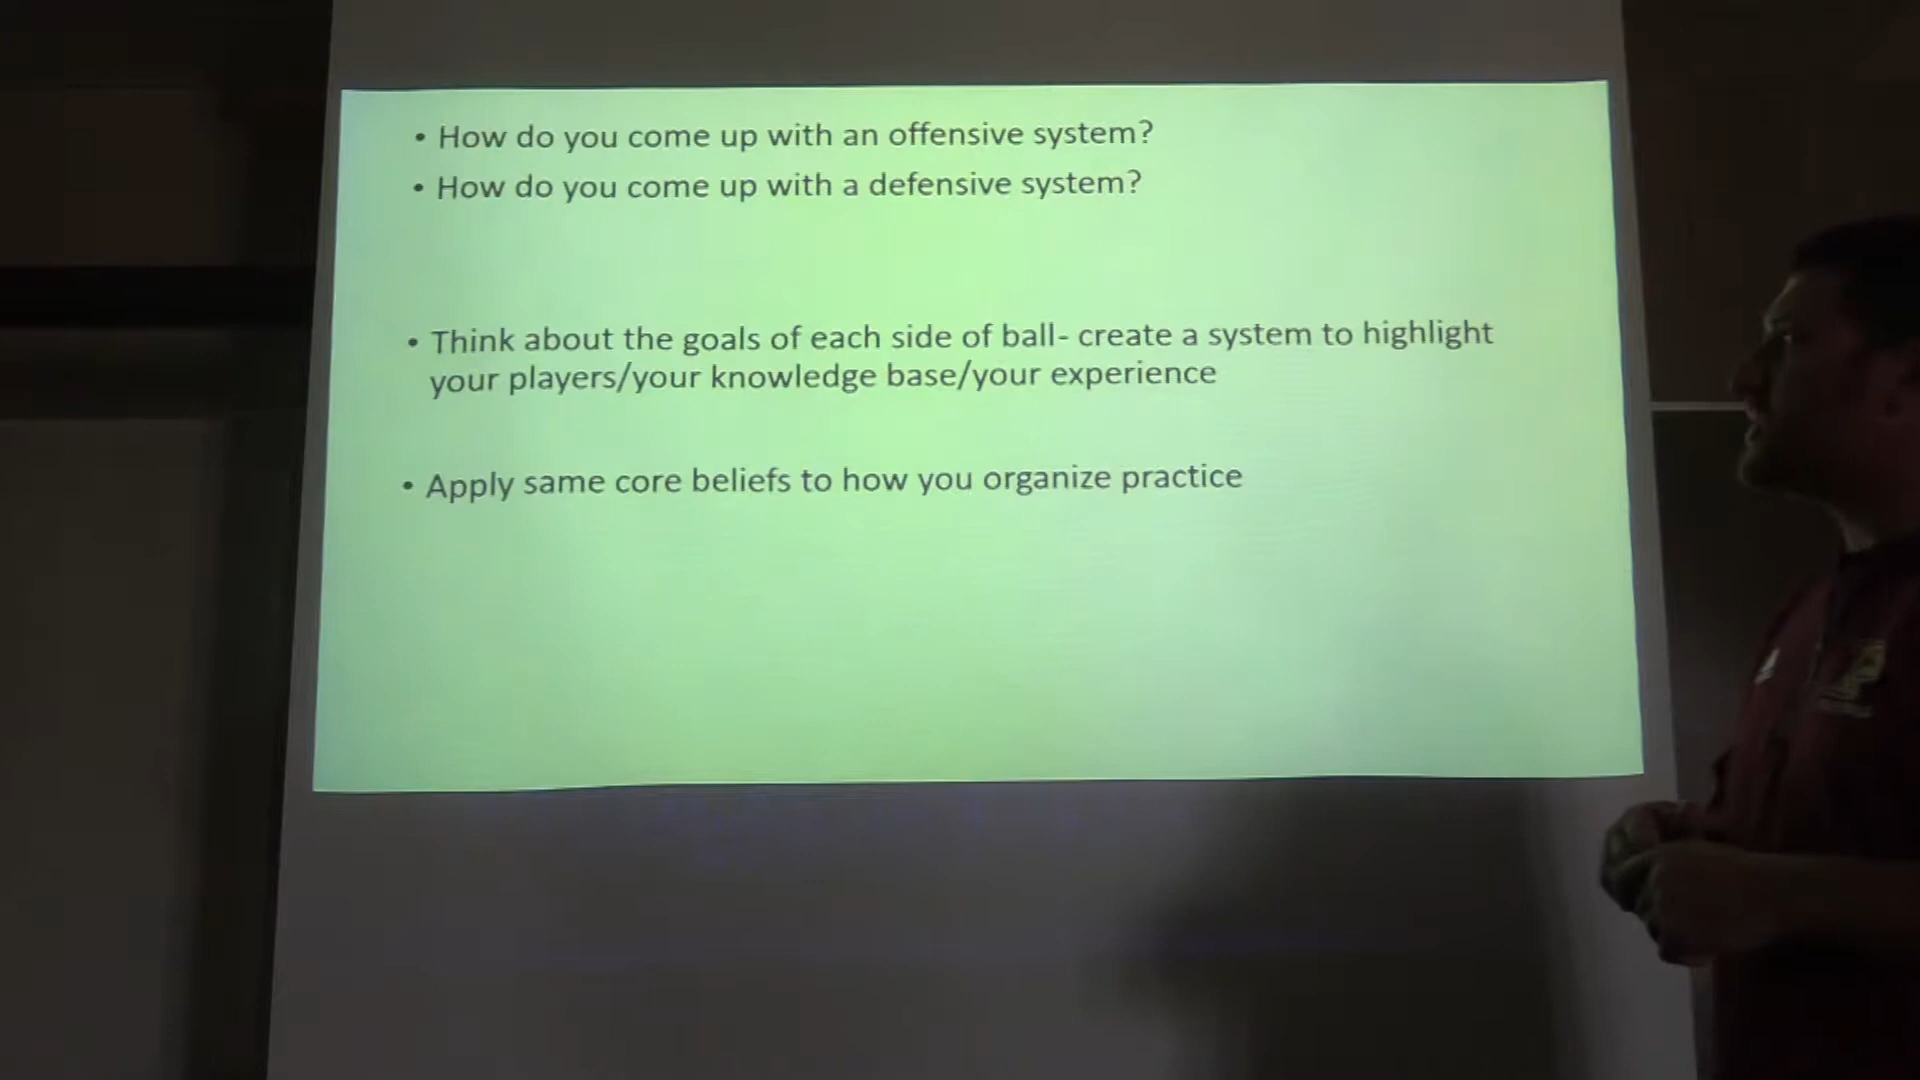 • How do you come up with an offensive system?
• How do you come up with a defensive system?
• Think about the goals of each side of ball- create a system to highlight
your players/your knowledge base/your experience
• Apply same core beliefs to how you organize practice